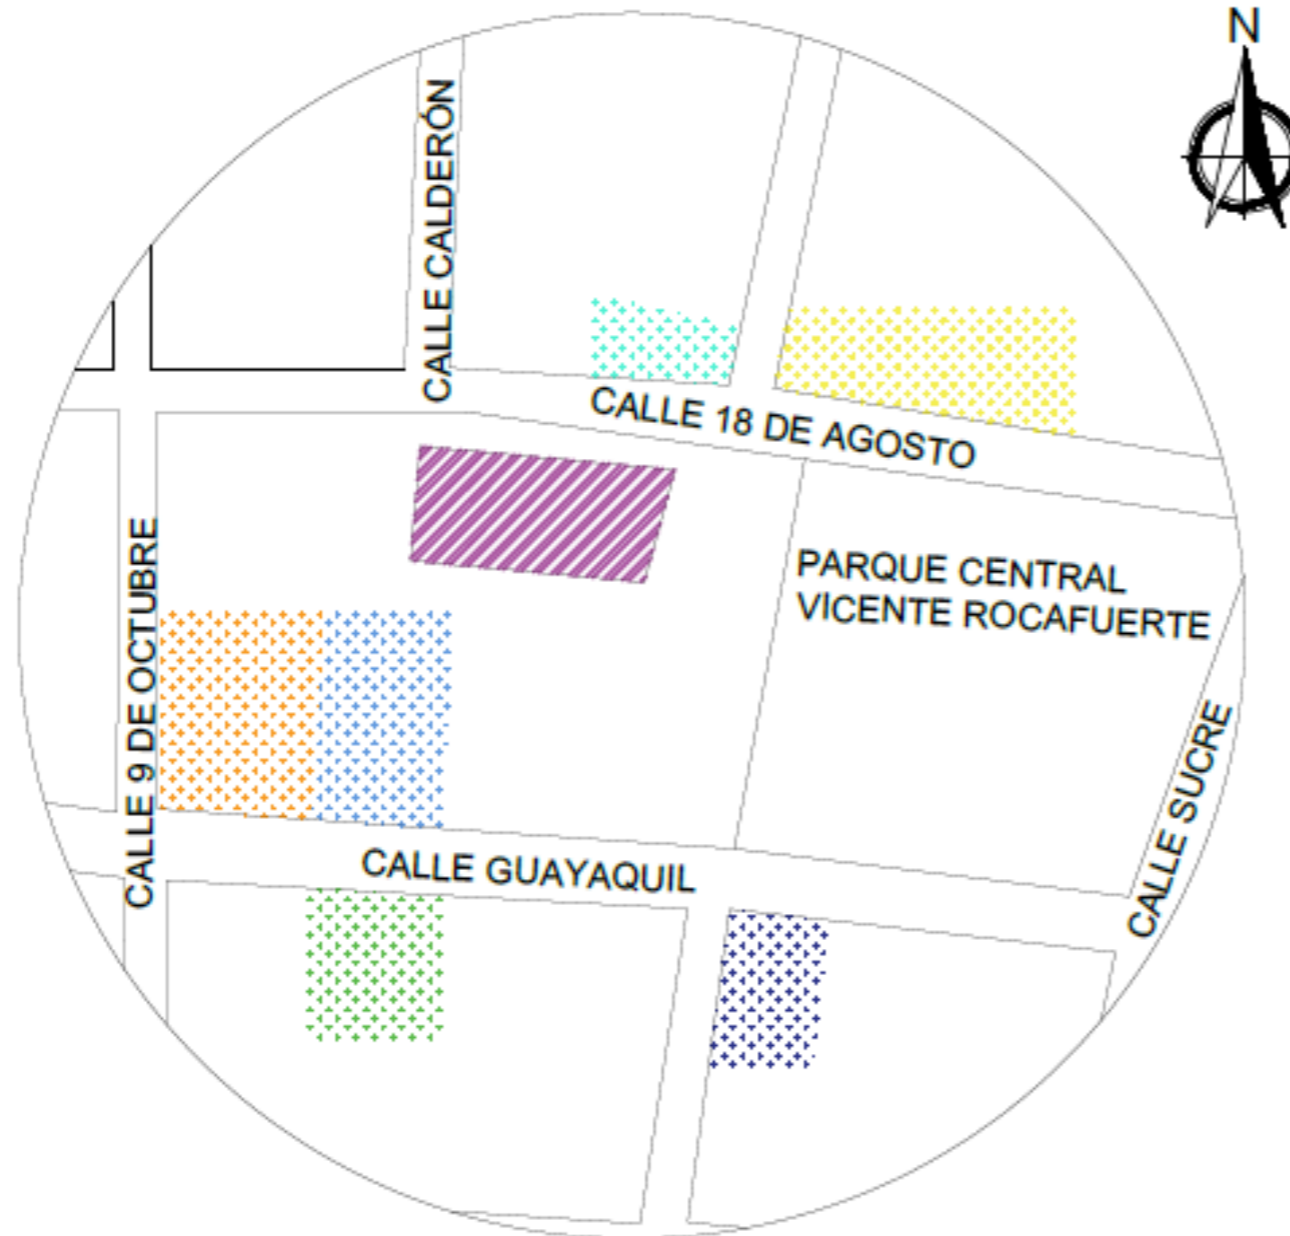 N
CALLE CALDERÓN
CALLE 18 DE AGOSTO
CALLE 9 DE OCTUBRE
PARQUE CENTRAL
VICENTE ROCAFUERTE
CALLE SUCRE
CALLE GUAYAQUIL